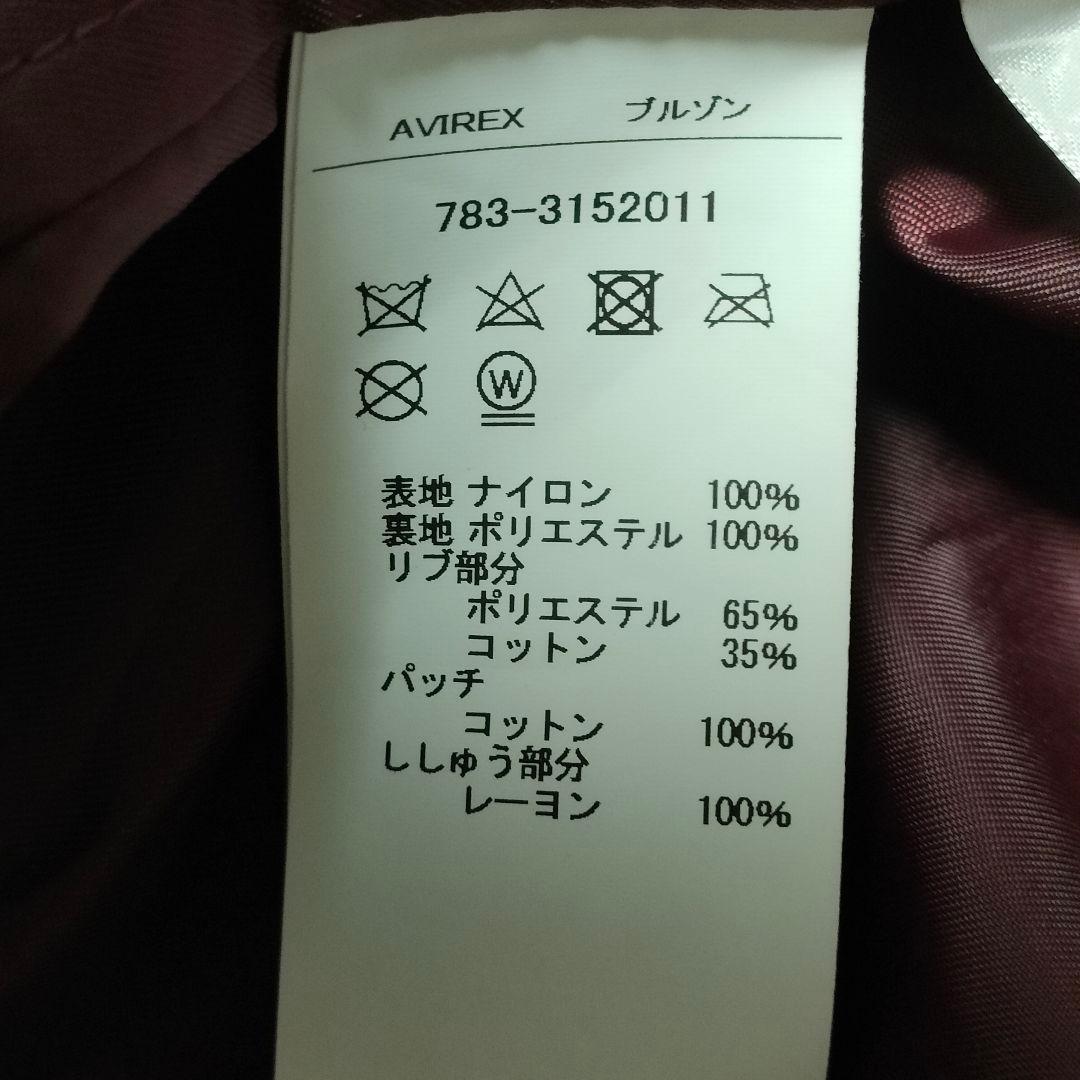 AVIREX ブルゾン
783-3152011
W
表地 ナイロン 100%
裏地 ポリエステル 100%
リブ部分
ポリエステル 65%
コットン 35%
パッチ
コットン 100%
ししゅう部分
レーヨン 100%